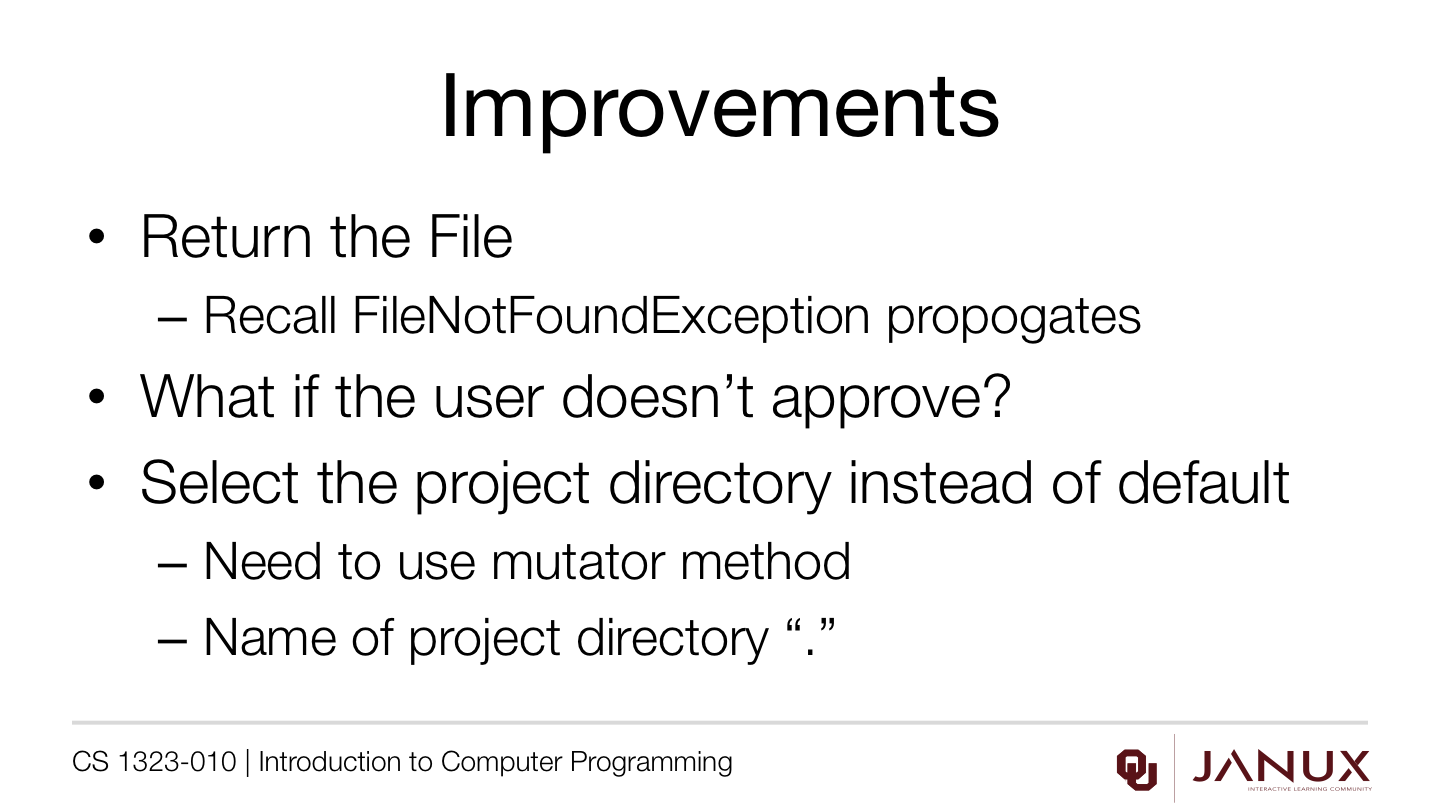 Improvements
• Return the File
– Recall FileNotFoundException propogates
• What if the user doesn’t approve?
• Select the project directory instead of default
– Need to use mutator method
– Name of project directory “.”
CS 1323-010 | Introduction to Computer Programming
OU
JANUX
INTERACTIVE LEARNING COMMUNITY